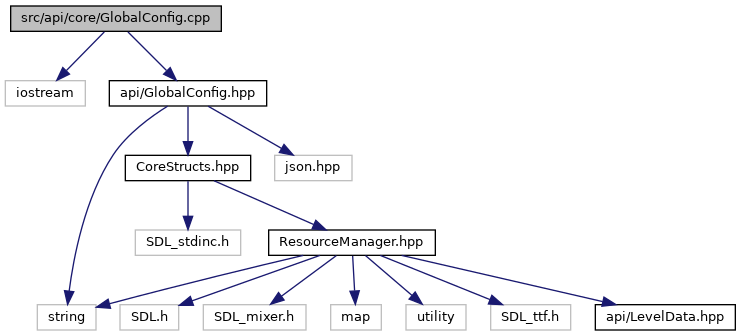 src/api/core/GlobalConfig.cpp
iostream
api/GlobalConfig.hpp
CoreStructs.hpp
json.hpp
SDL_stdinc.h
ResourceManager.hpp
string
SDL.h
SDL_mixer.h
map
utility
SDL_ttf.h
api/LevelData.hpp